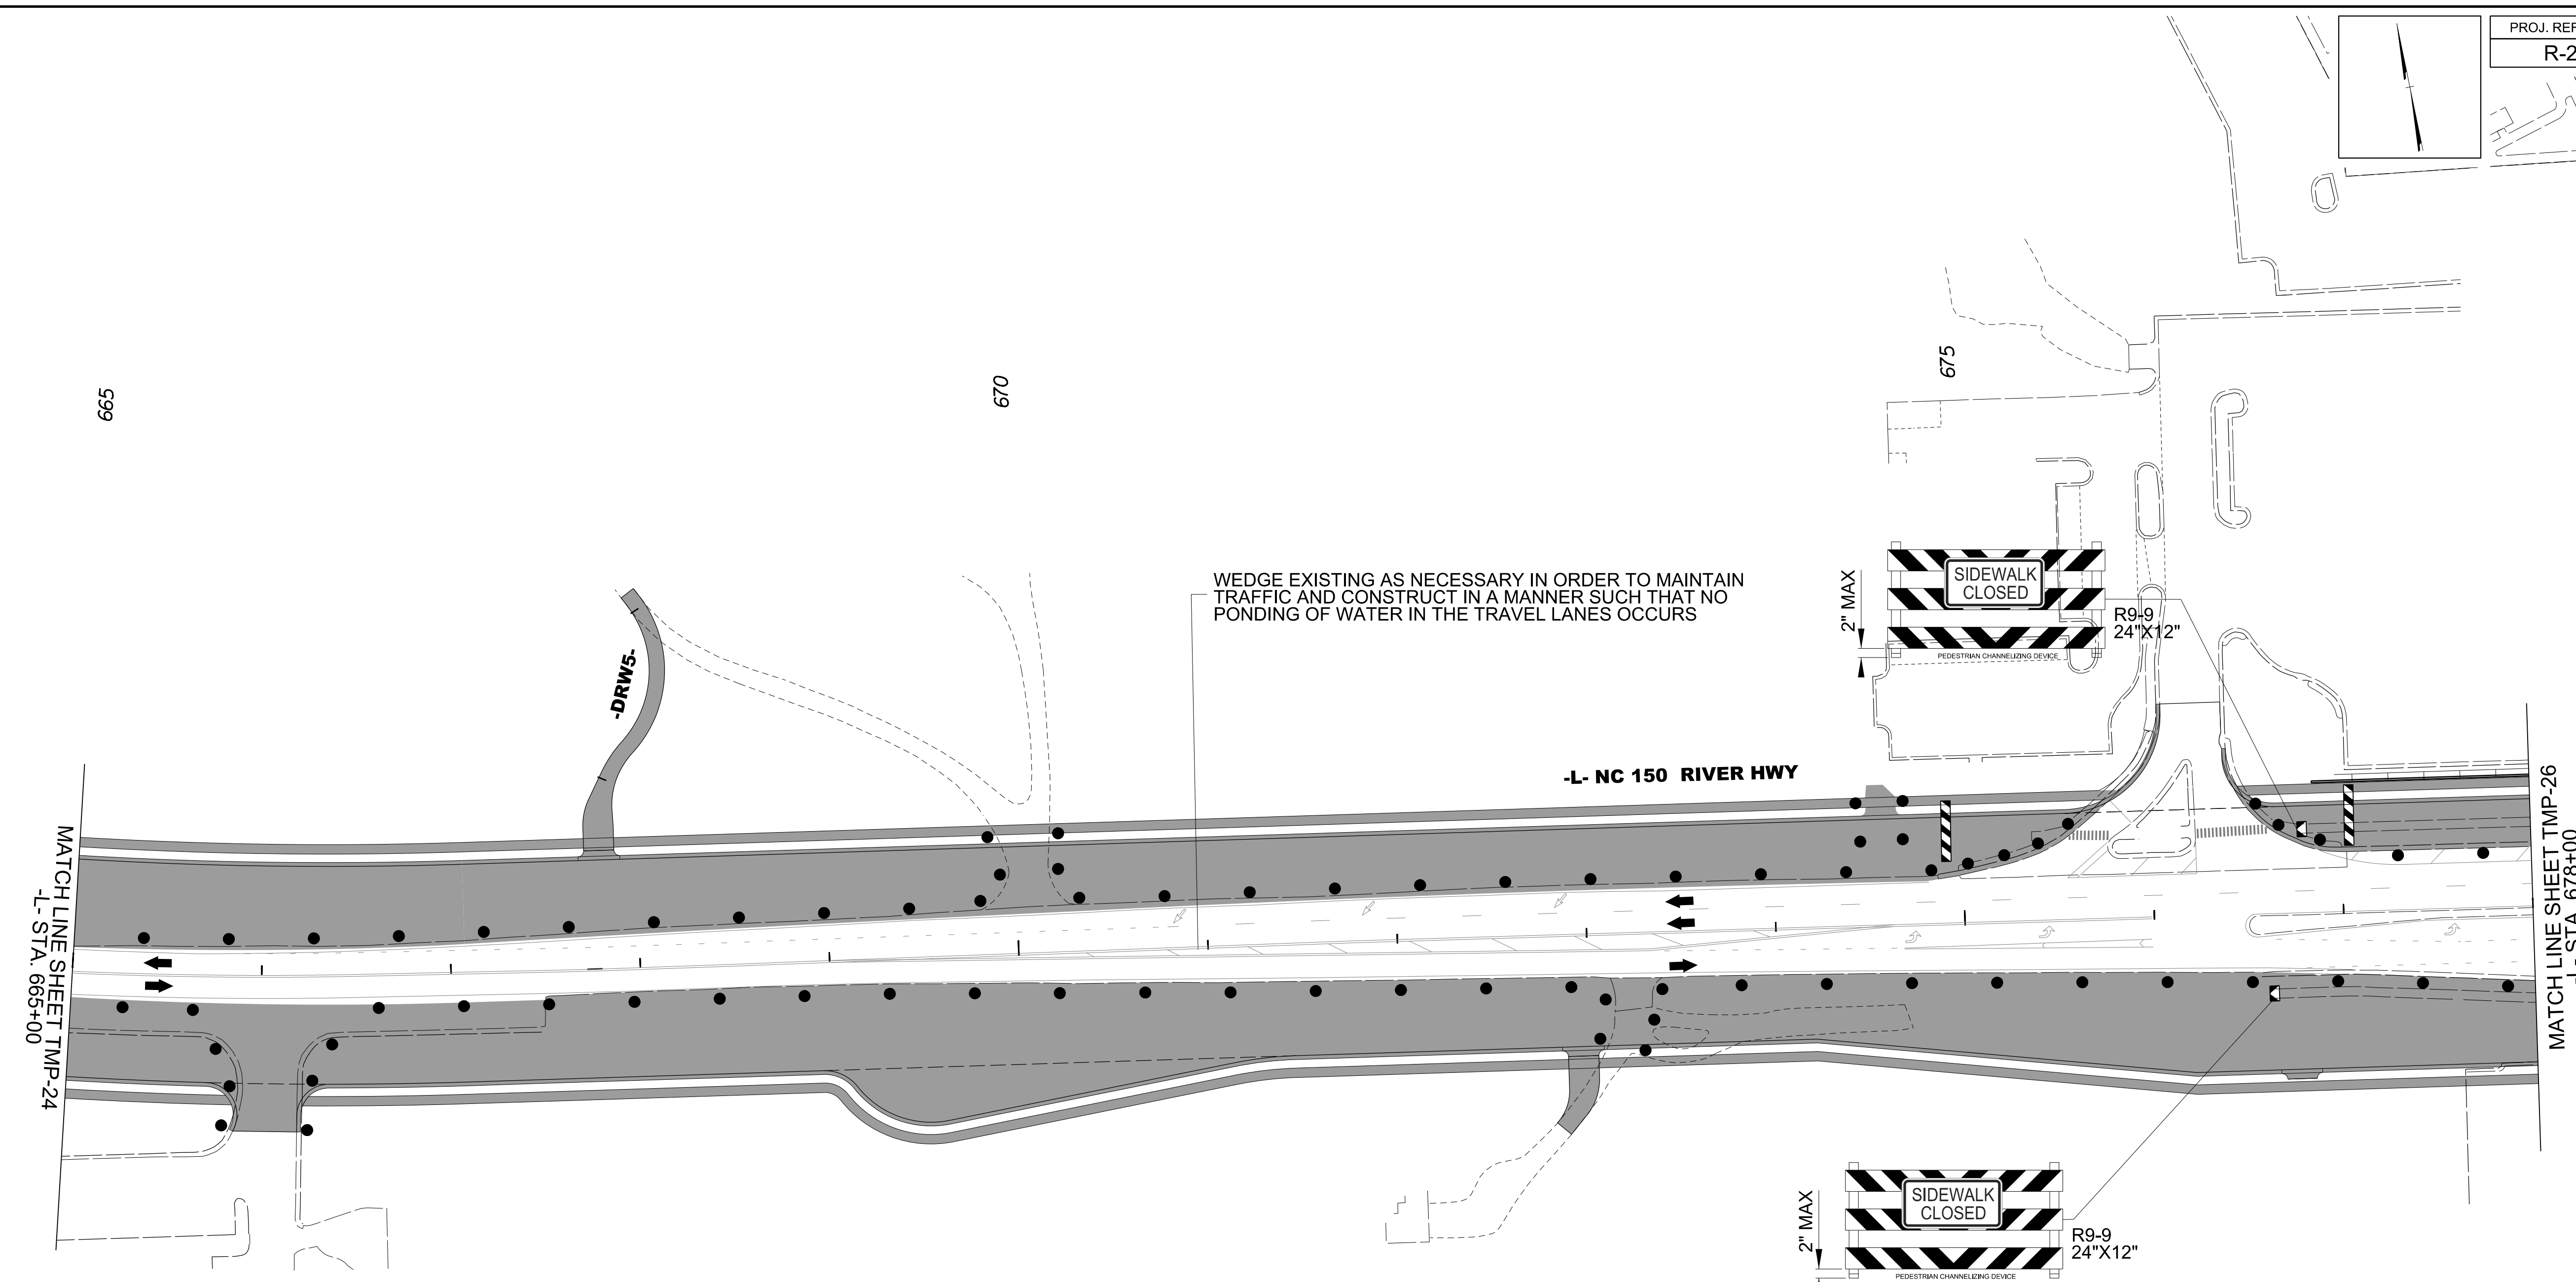 PROJ. REF
R-2
665
670
675
WEDGE EXISTING AS NECESSARY IN ORDER TO MAINTAIN
TRAFFIC AND CONSTRUCT IN A MANNER SUCH THAT NO
PONDING OF WATER IN THE TRAVEL LANES OCCURS
2" MAX
SIDEWALK
CLOSED
R9-9
24"X12"
PEDESTRIAN CHANNELIZING DEVICE
-DRW5-
-L- NC 150 RIVER HWY
MATCH LINE SHEET TMP-24
-L- STA. 665+00
MATCH LINE SHEET TMP-26
-L- STA. 678+00
2" MAX
SIDEWALK
CLOSED
R9-9
24"X12"
PEDESTRIAN CHANNELIZING DEVICE